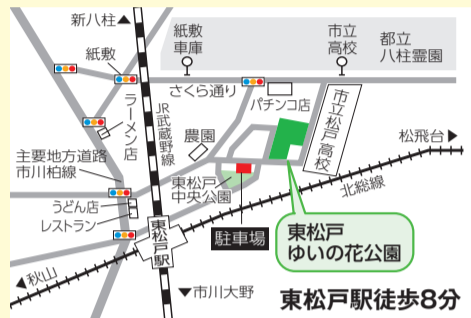 新八柱▲
紙敷
紙敷
車庫
市立
高校
都立
八柱霊園
さくら通り
パチンコ店
ラーメン店
JR武蔵野線
農園
市立松戸高校
松飛台▶
主要地方道路
市川柏線
東松戸
中央公園
北総線
うどん店
レストラン
東松戸駅
駐車場
東松戸
ゆいの花公園
◀秋山
▼市川大野
東松戸駅徒歩8分